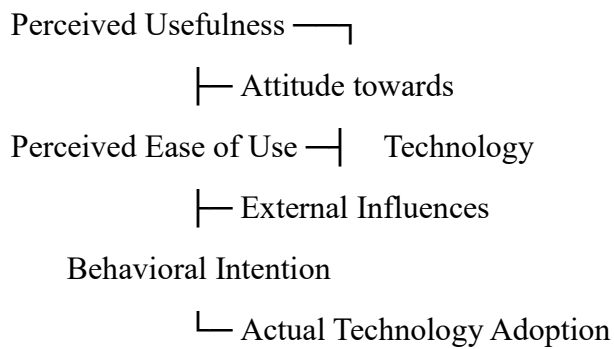 Perceived Usefulness ──┐
├─ Attitude towards
Perceived Ease of Use ─┤ Technology
├─ External Influences
Behavioral Intention
└─ Actual Technology Adoption